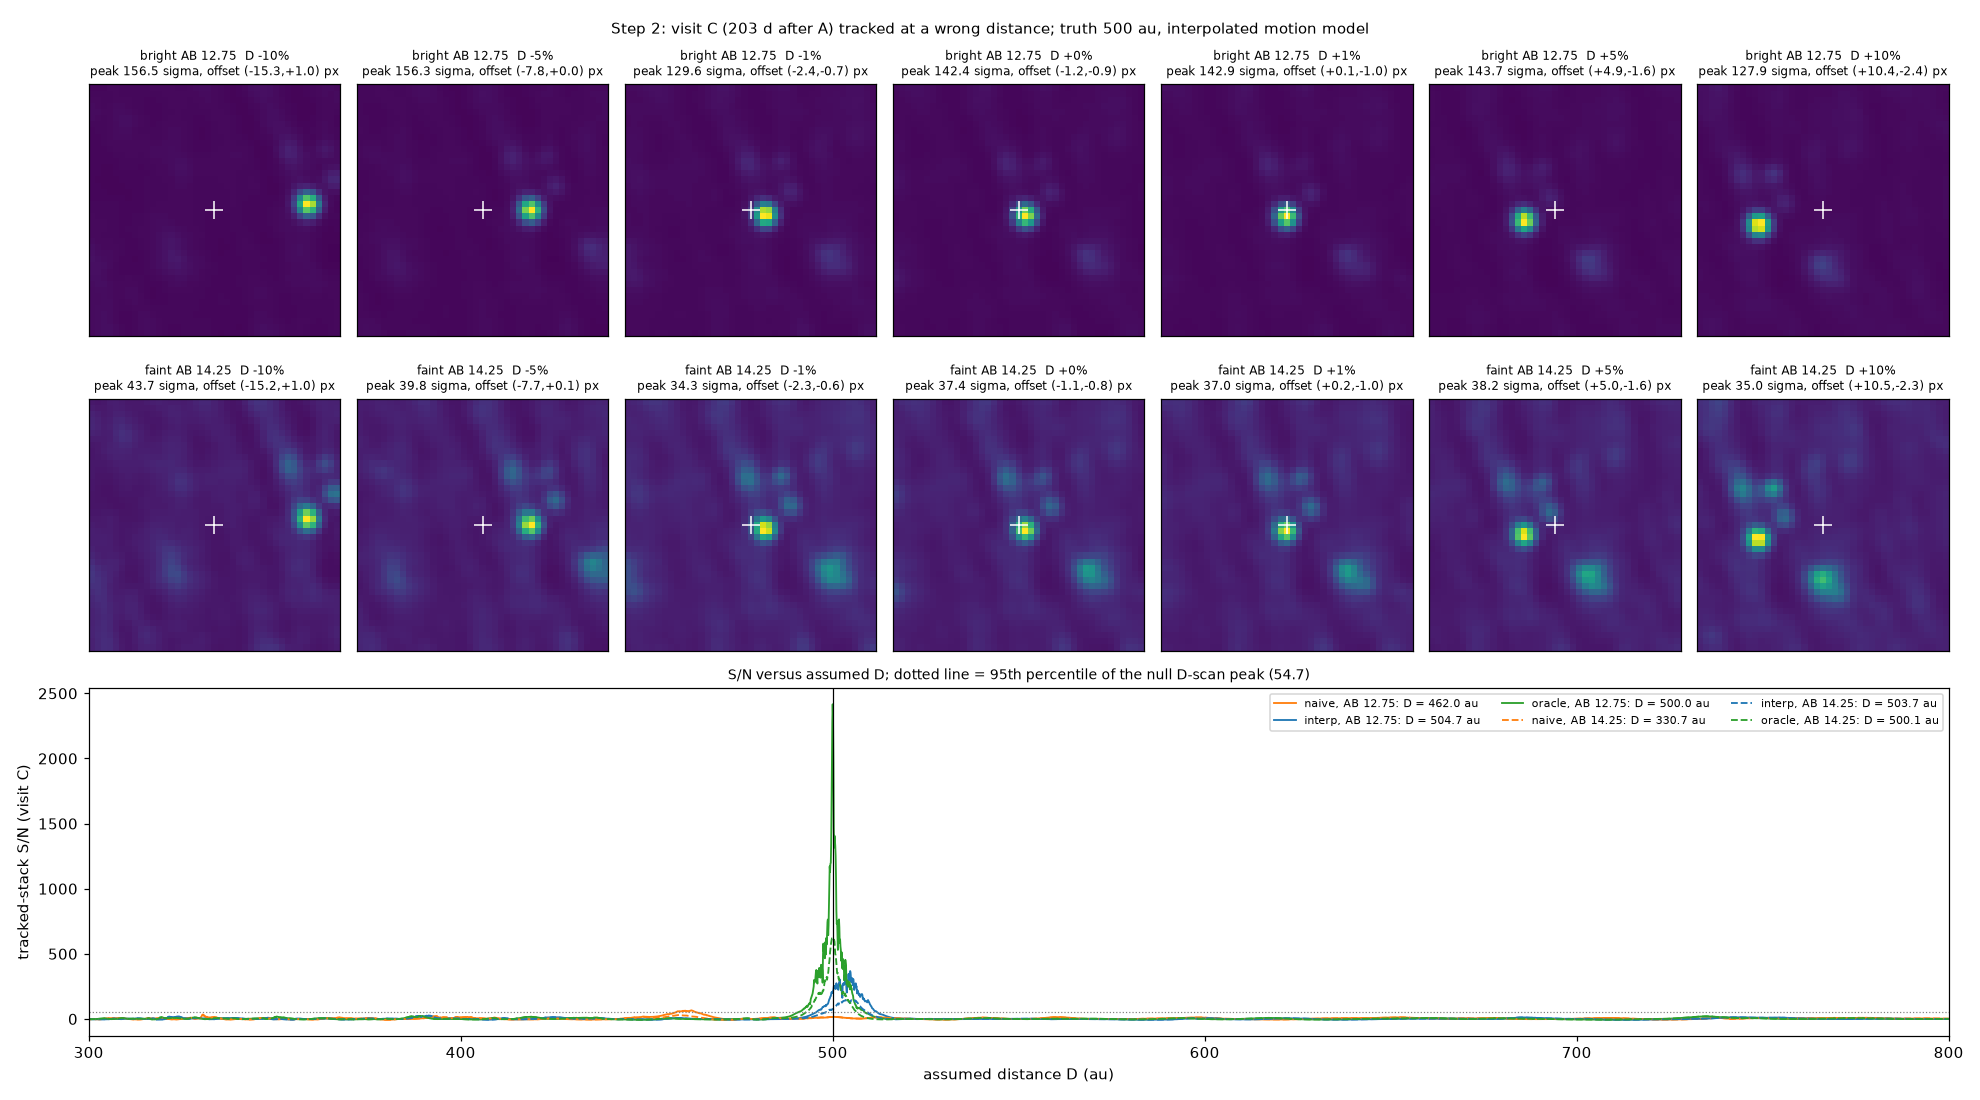 Step 2: visit C (203 d after A) tracked at a wrong distance; truth 500 au, interpolated motion model
bright AB 12.75  D -10%
peak 156.5 sigma, offset (-15.3,+1.0) px
bright AB 12.75  D -5%
peak 156.3 sigma, offset (-7.8,+0.0) px
bright AB 12.75  D -1%
peak 129.6 sigma, offset (-2.4,-0.7) px
bright AB 12.75  D +0%
peak 142.4 sigma, offset (-1.2,-0.9) px
bright AB 12.75  D +1%
peak 142.9 sigma, offset (+0.1,-1.0) px
bright AB 12.75  D +5%
peak 143.7 sigma, offset (+4.9,-1.6) px
bright AB 12.75  D +10%
peak 127.9 sigma, offset (+10.4,-2.4) px
faint AB 14.25  D -10%
peak 43.7 sigma, offset (-15.2,+1.0) px
faint AB 14.25  D -5%
peak 39.8 sigma, offset (-7.7,+0.1) px
faint AB 14.25  D -1%
peak 34.3 sigma, offset (-2.3,-0.6) px
faint AB 14.25  D +0%
peak 37.4 sigma, offset (-1.1,-0.8) px
faint AB 14.25  D +1%
peak 37.0 sigma, offset (+0.2,-1.0) px
faint AB 14.25  D +5%
peak 38.2 sigma, offset (+5.0,-1.6) px
faint AB 14.25  D +10%
peak 35.0 sigma, offset (+10.5,-2.3) px
S/N versus assumed D; dotted line = 95th percentile of the null D-scan peak (54.7)
naive, AB 12.75: D = 462.0 au
interp, AB 12.75: D = 504.7 au
oracle, AB 12.75: D = 500.0 au
naive, AB 14.25: D = 330.7 au
interp, AB 14.25: D = 503.7 au
oracle, AB 14.25: D = 500.1 au
tracked-stack S/N (visit C)
2500
2000
1500
1000
500
0
300
400
500
600
700
800
assumed distance D (au)